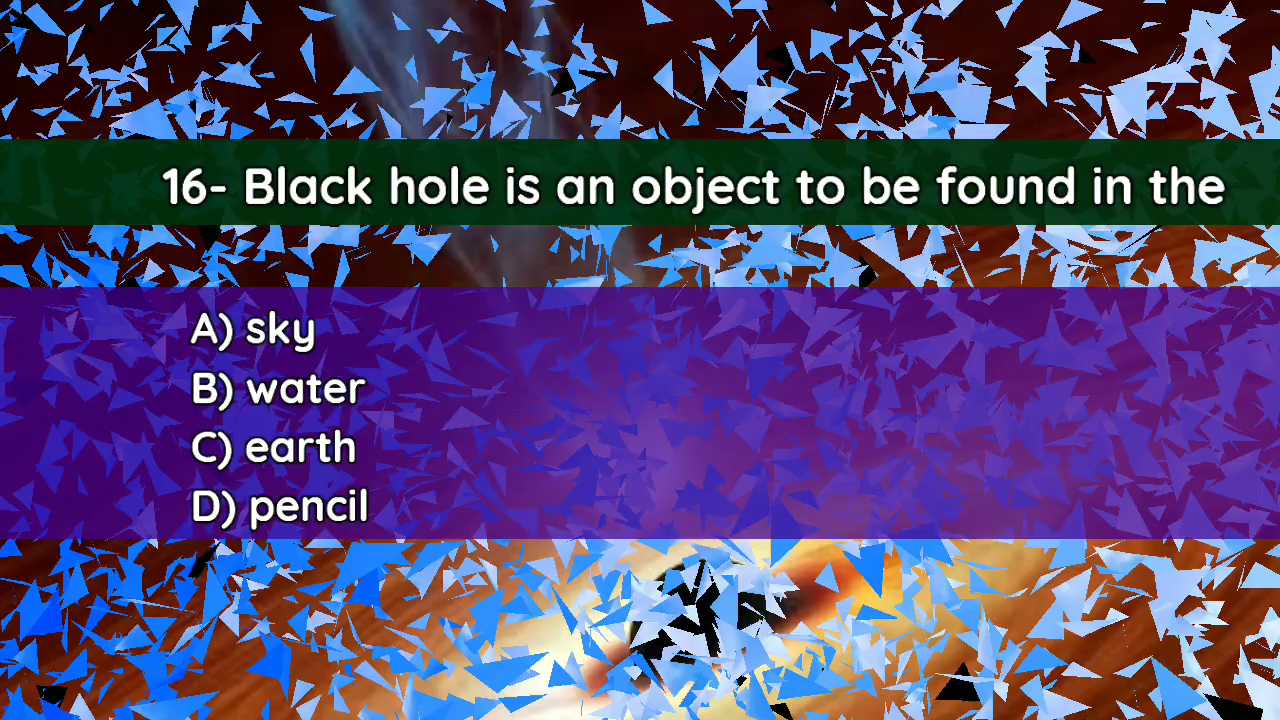 16- Black hole is an object to be found in the
A) sky
B) water
C) earth
D) pencil